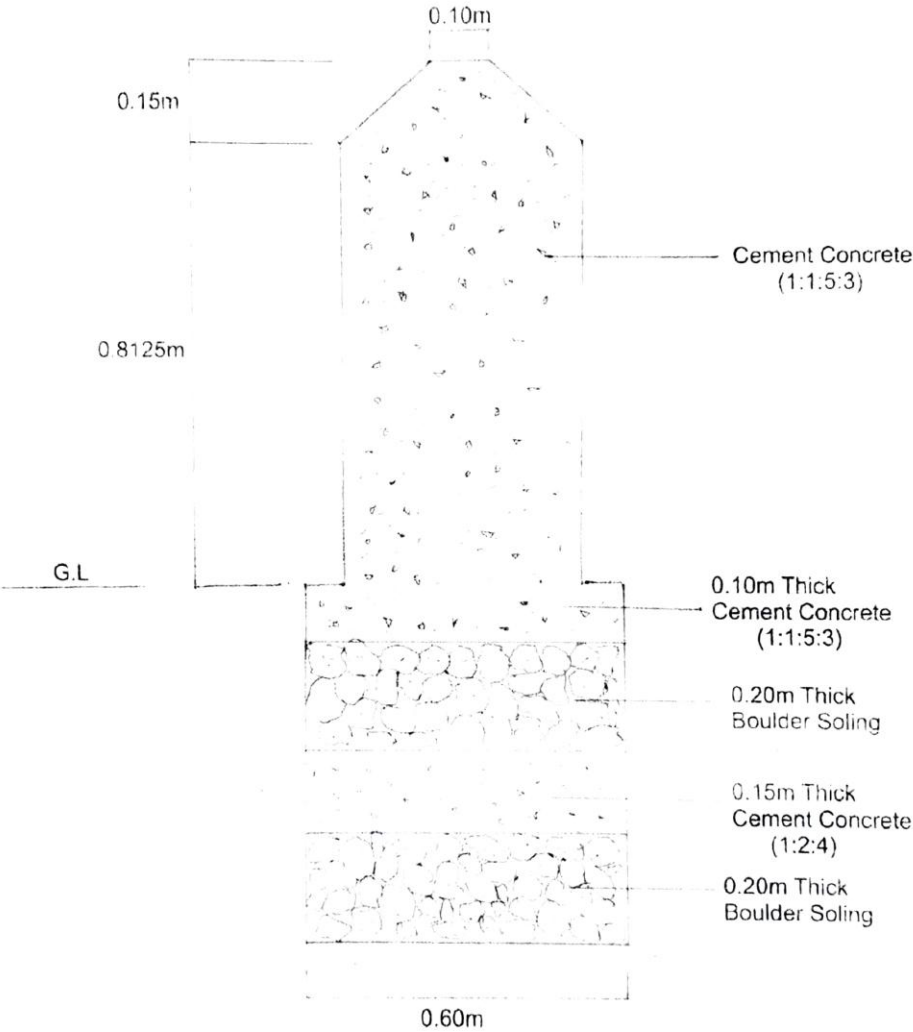 0.10m
0.15m
Cement Concrete
(1:1:5:3)
0.8125m
G.L
0.10m Thick
Cement Concrete
(1:1:5:3)
0.20m Thick
Boulder Soling
0.15m Thick
Cement Concrete
(1:2:4)
0.20m Thick
Boulder Soling
0.60m